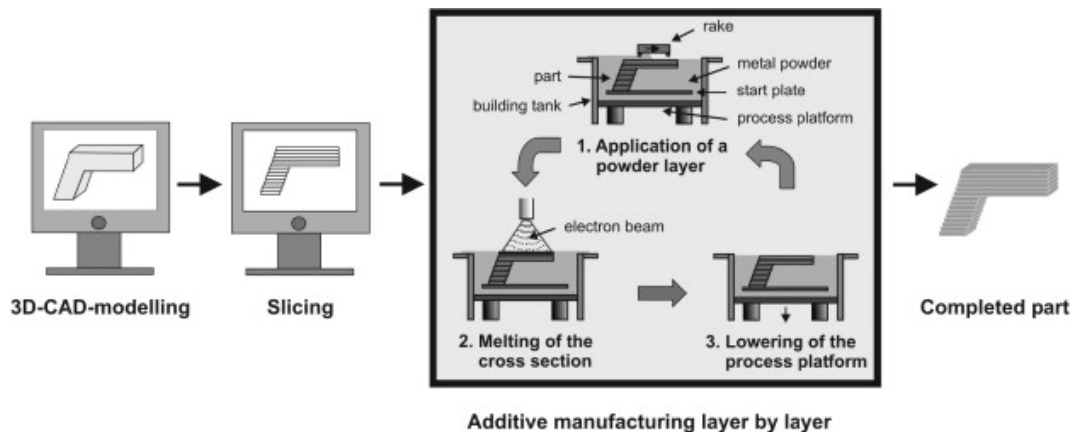 rake
part
metal powder
start plate
building tank
process platform
1. Application of a
powder layer
electron beam
2. Melting of the
cross section
3. Lowering of the
process platform
3D-CAD-modelling
Slicing
Completed part
Additive manufacturing layer by layer